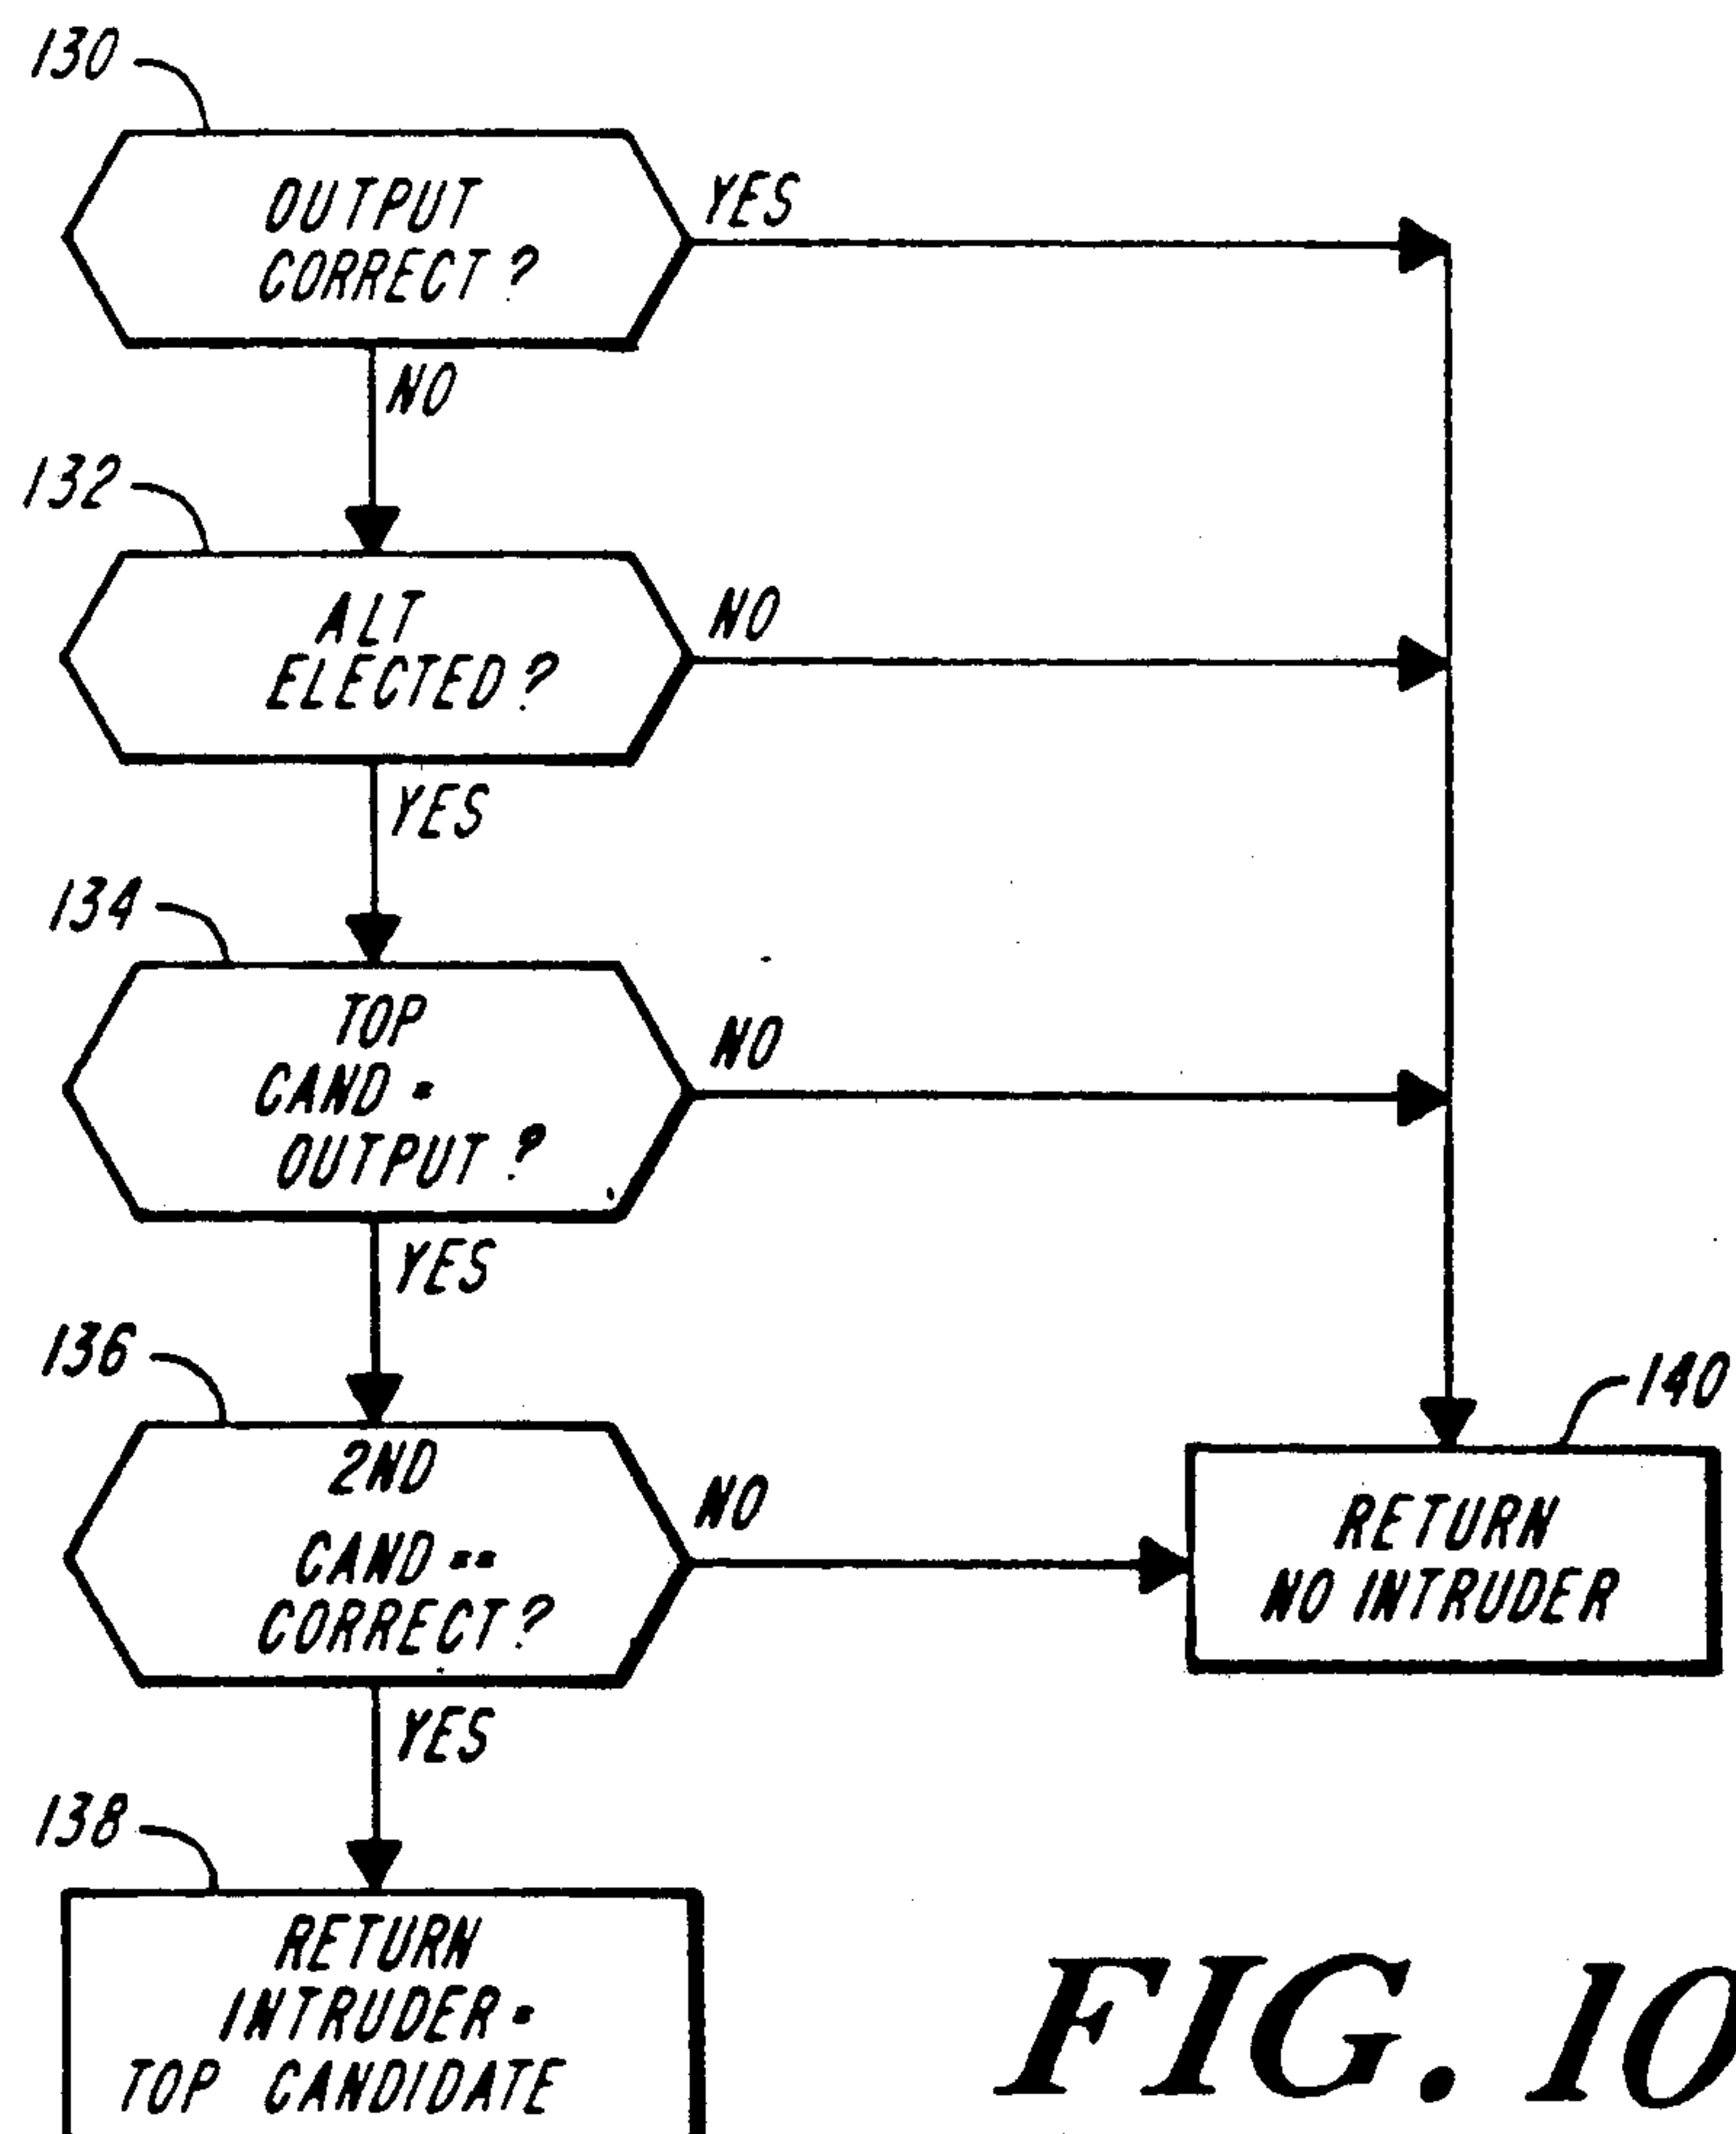 130
OUTPUT
CORRECT?
YES
NO
132
ALT
ELECTED?
NO
YES
134
TOP
CAND =
OUTPUT?
NO
YES
136
2ND
CAND ==
CORRECT?
NO
YES
140
RETURN
NO INTRUDER
138
RETURN
INTRUDER =
TOP CANDIDATE
FIG. 10